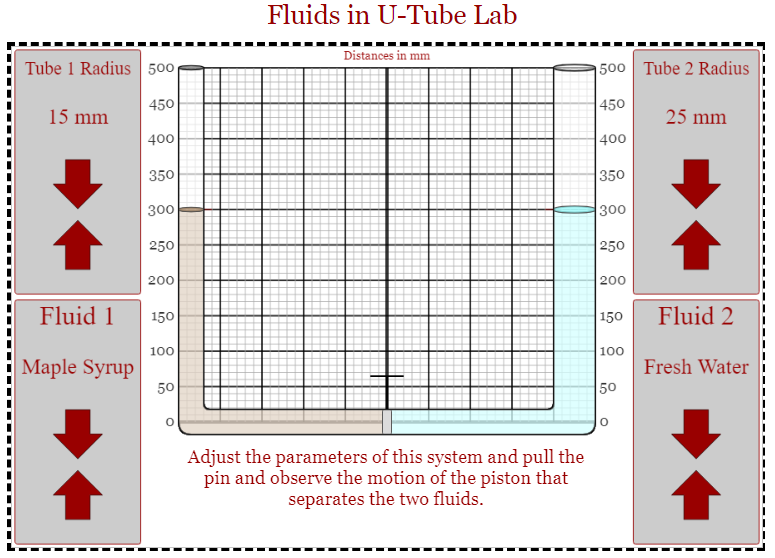 Fluids in U-Tube Lab
Distances in mm
Tube 1 Radius
15 mm
Fluid 1
Maple Syrup
500
450
400
350
300
250
200
150
100
50
0
500
450
400
350
300
250
200
150
100
50
0
Tube 2 Radius
25 mm
Fluid 2
Fresh Water
Adjust the parameters of this system and pull the
pin and observe the motion of the piston that
separates the two fluids.